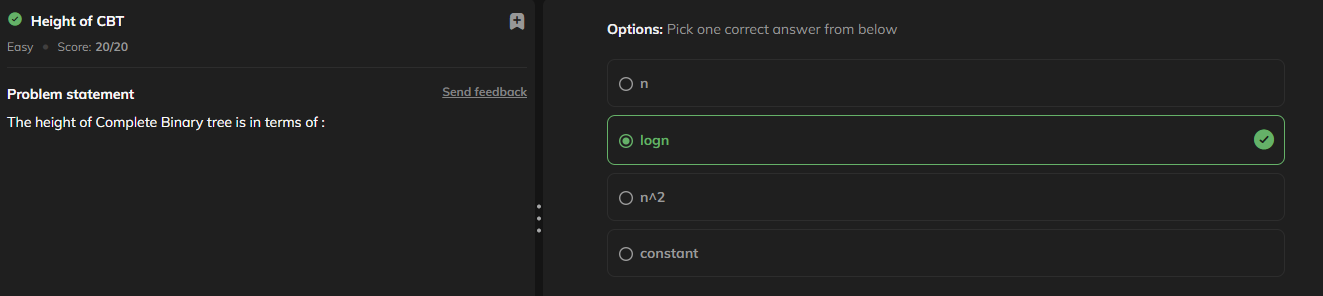 Height of CBT
Easy • Score: 20/20
Problem statement
Send feedback
The height of Complete Binary tree is in terms of :
Options: Pick one correct answer from below
n
logn
n^2
constant